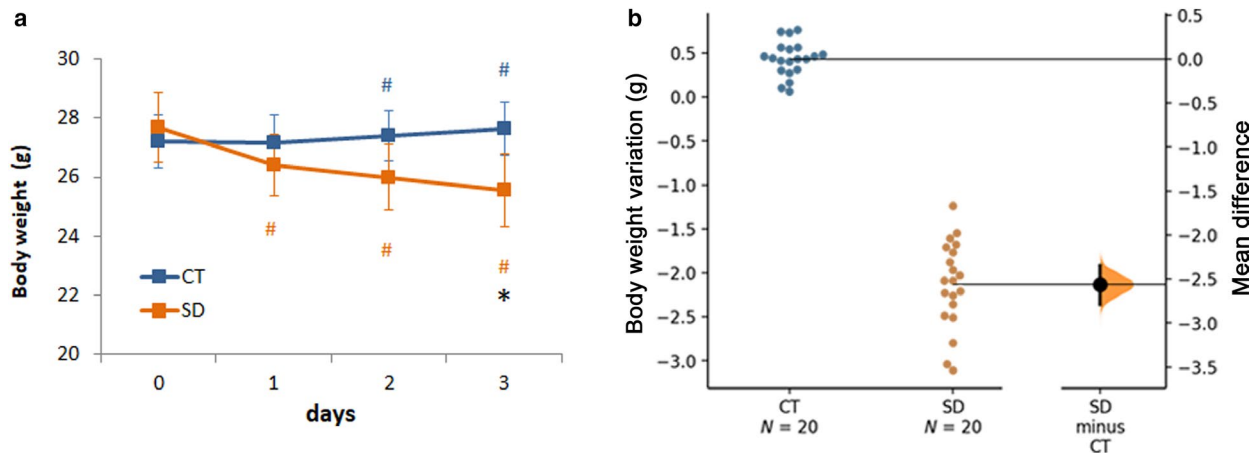 a
Body weight (g)
30
28
26
24
22
20
#
#
#
#
#
*
CT
SD
0 1 2 3
days
b
Body weight variation (g)
0.5
0.0
−0.5
−1.0
−1.5
−2.0
−2.5
−3.0
CT
N = 20
SD
N = 20
SD
minus
CT
0.5
0.0
−0.5
−1.0
−1.5
−2.0
−2.5
−3.0
−3.5
Mean difference